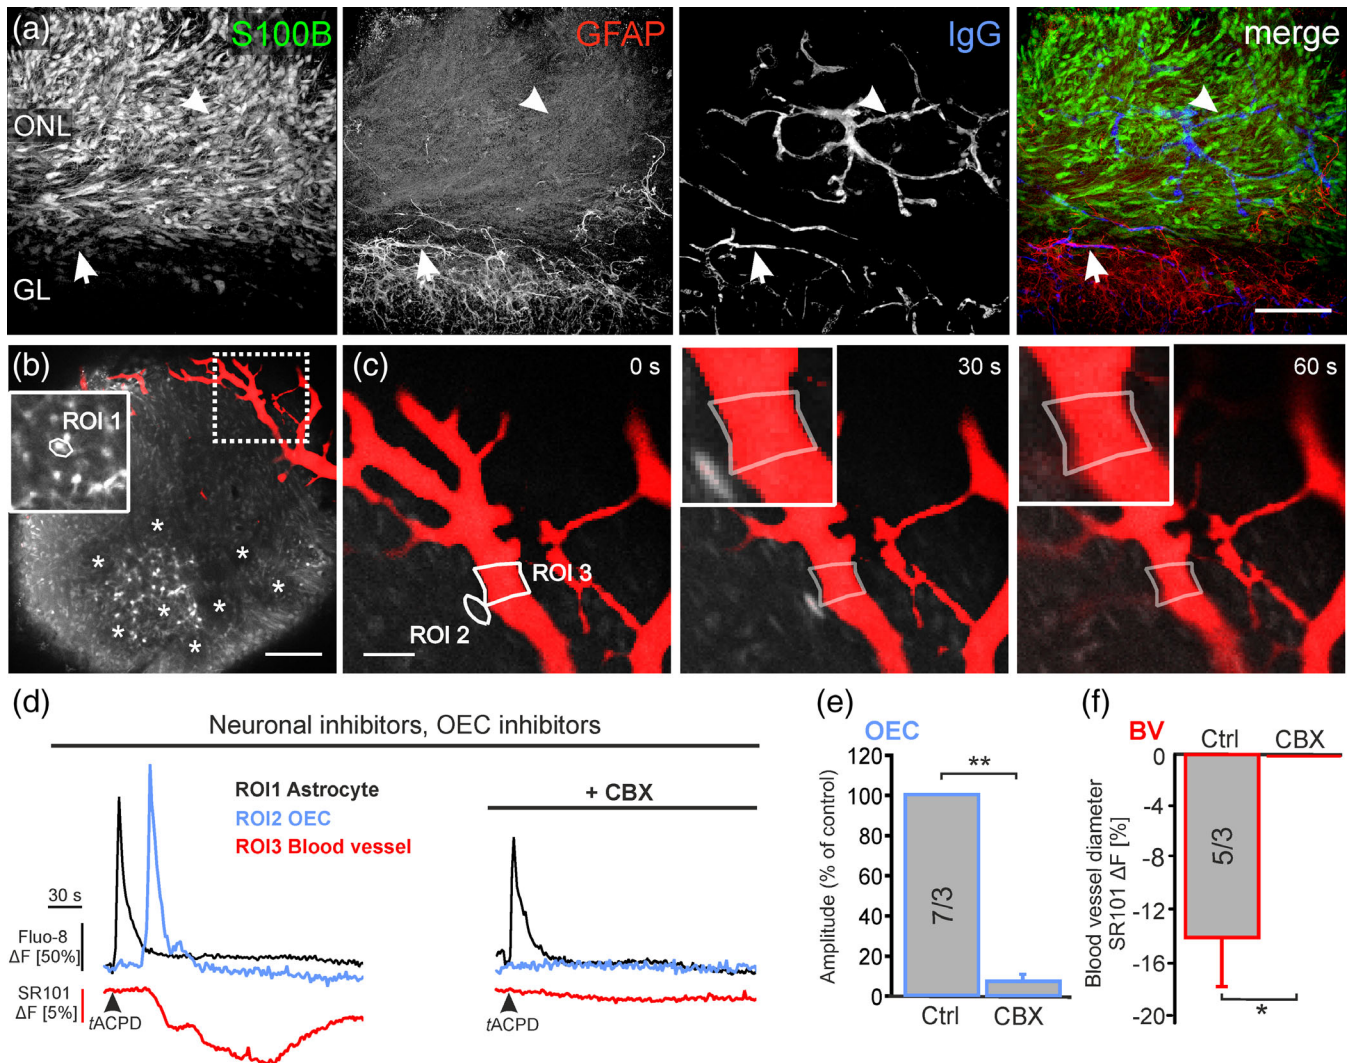 (a)
S100B
GFAP
IgG
merge
ONL
GL
(b)
ROI 1
*
*
*
*
*
*
*
*
(c)
0 s
30 s
60 s
ROI 3
ROI 2
(d)
Neuronal inhibitors, OEC inhibitors
ROI1 Astrocyte
ROI2 OEC
ROI3 Blood vessel
+ CBX
30 s
Fluo-8
ΔF [50%]
SR101
ΔF [5%]
tACPD
tACPD
(e)
OEC
Amplitude (% of control)
120
100
80
60
40
20
0
**
7/3
Ctrl
CBX
(f)
BV
Ctrl
CBX
Blood vessel diameter
SR101 ΔF [%]
0
-4
-8
-12
-16
-20
5/3
*